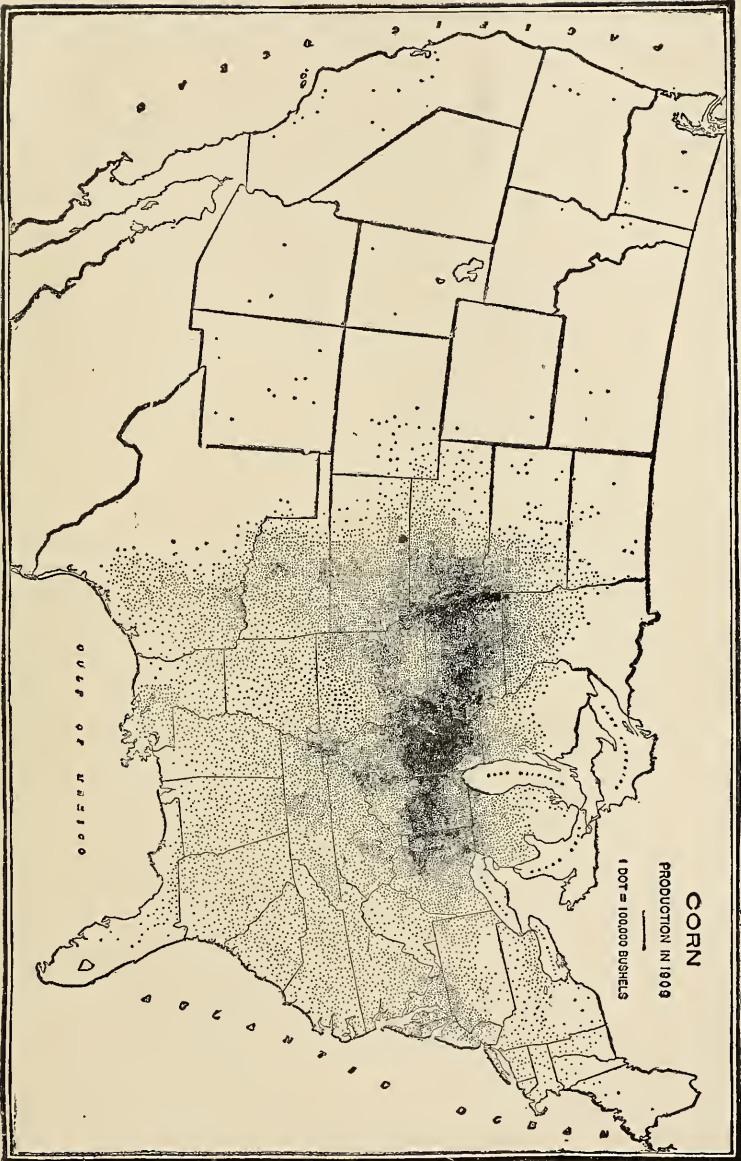 CORN
PRODUCTION IN 1909
1 DOT = 100,000 BUSHELS
PACIFIC OCEAN
GULF OF MEXICO
ATLANTIC OCEAN